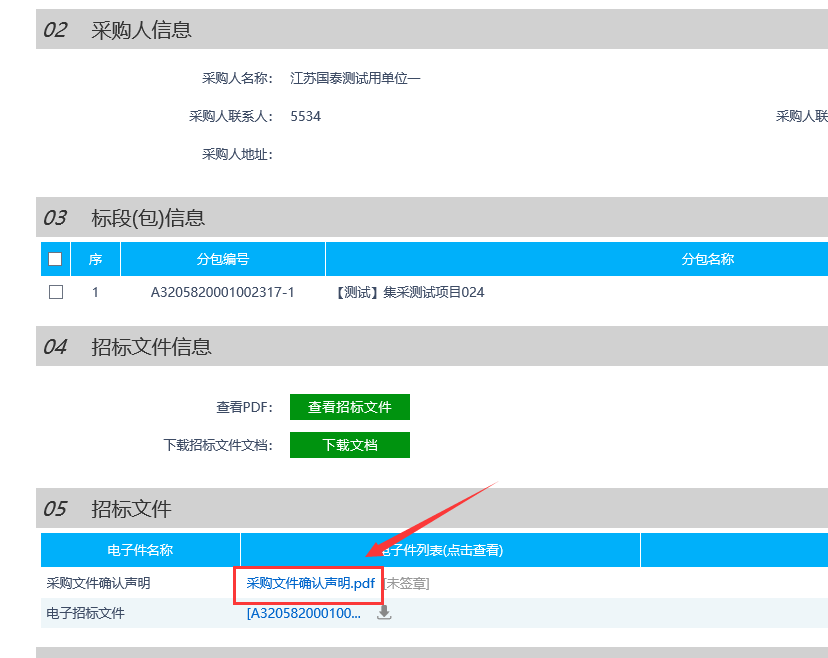 02 采购人信息
采购人名称： 江苏国泰测试用单位一
采购人联系人： 5534 采购人联
采购人地址：
03 标段(包)信息
序 分包编号 分包名称
1 A3205820001002317-1 【测试】集采测试项目024
04 招标文件信息
查看PDF： 查看招标文件
下载招标文件文档： 下载文档
05 招标文件
电子件名称 电子件列表(点击查看)
采购文件确认声明 采购文件确认声明.pdf [未签章]
电子招标文件 [A320582000100...